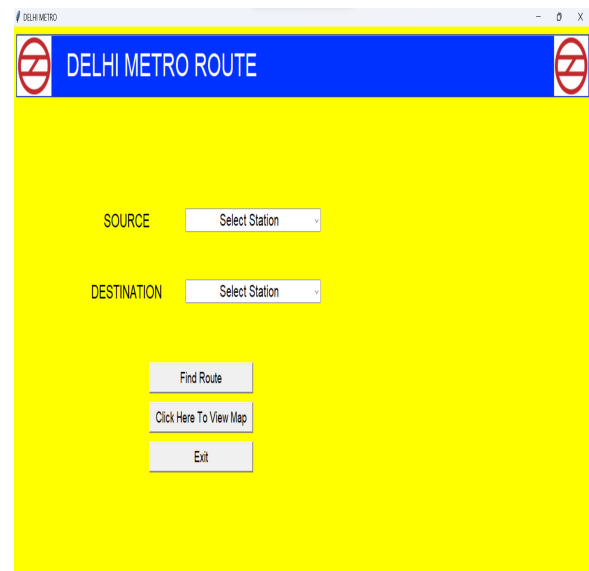 DELHI METRO
DELHI METRO ROUTE
SOURCE Select Station
DESTINATION Select Station
Find Route
Click Here To View Map
Exit